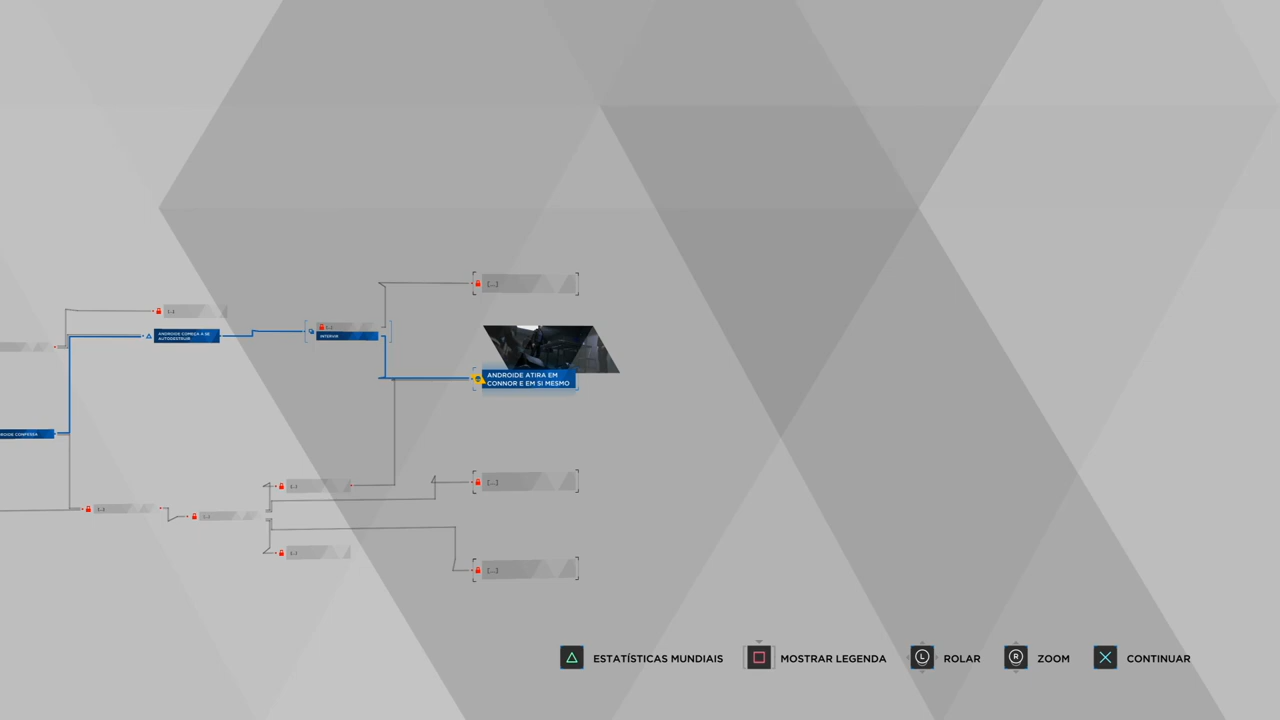 [...]
[...]
ANDROIDE COMEÇA A SE
AUTODESTRUIR
[...]
INTERVIR
ANDROIDE ATIRA EM
CONNOR E EM SI MESMO
ROIDE CONFESSA
[...]
[...]
[...]
[...]
[...]
[...]
ESTATÍSTICAS MUNDIAIS
MOSTRAR LEGENDA
L
ROLAR
R
ZOOM
CONTINUAR